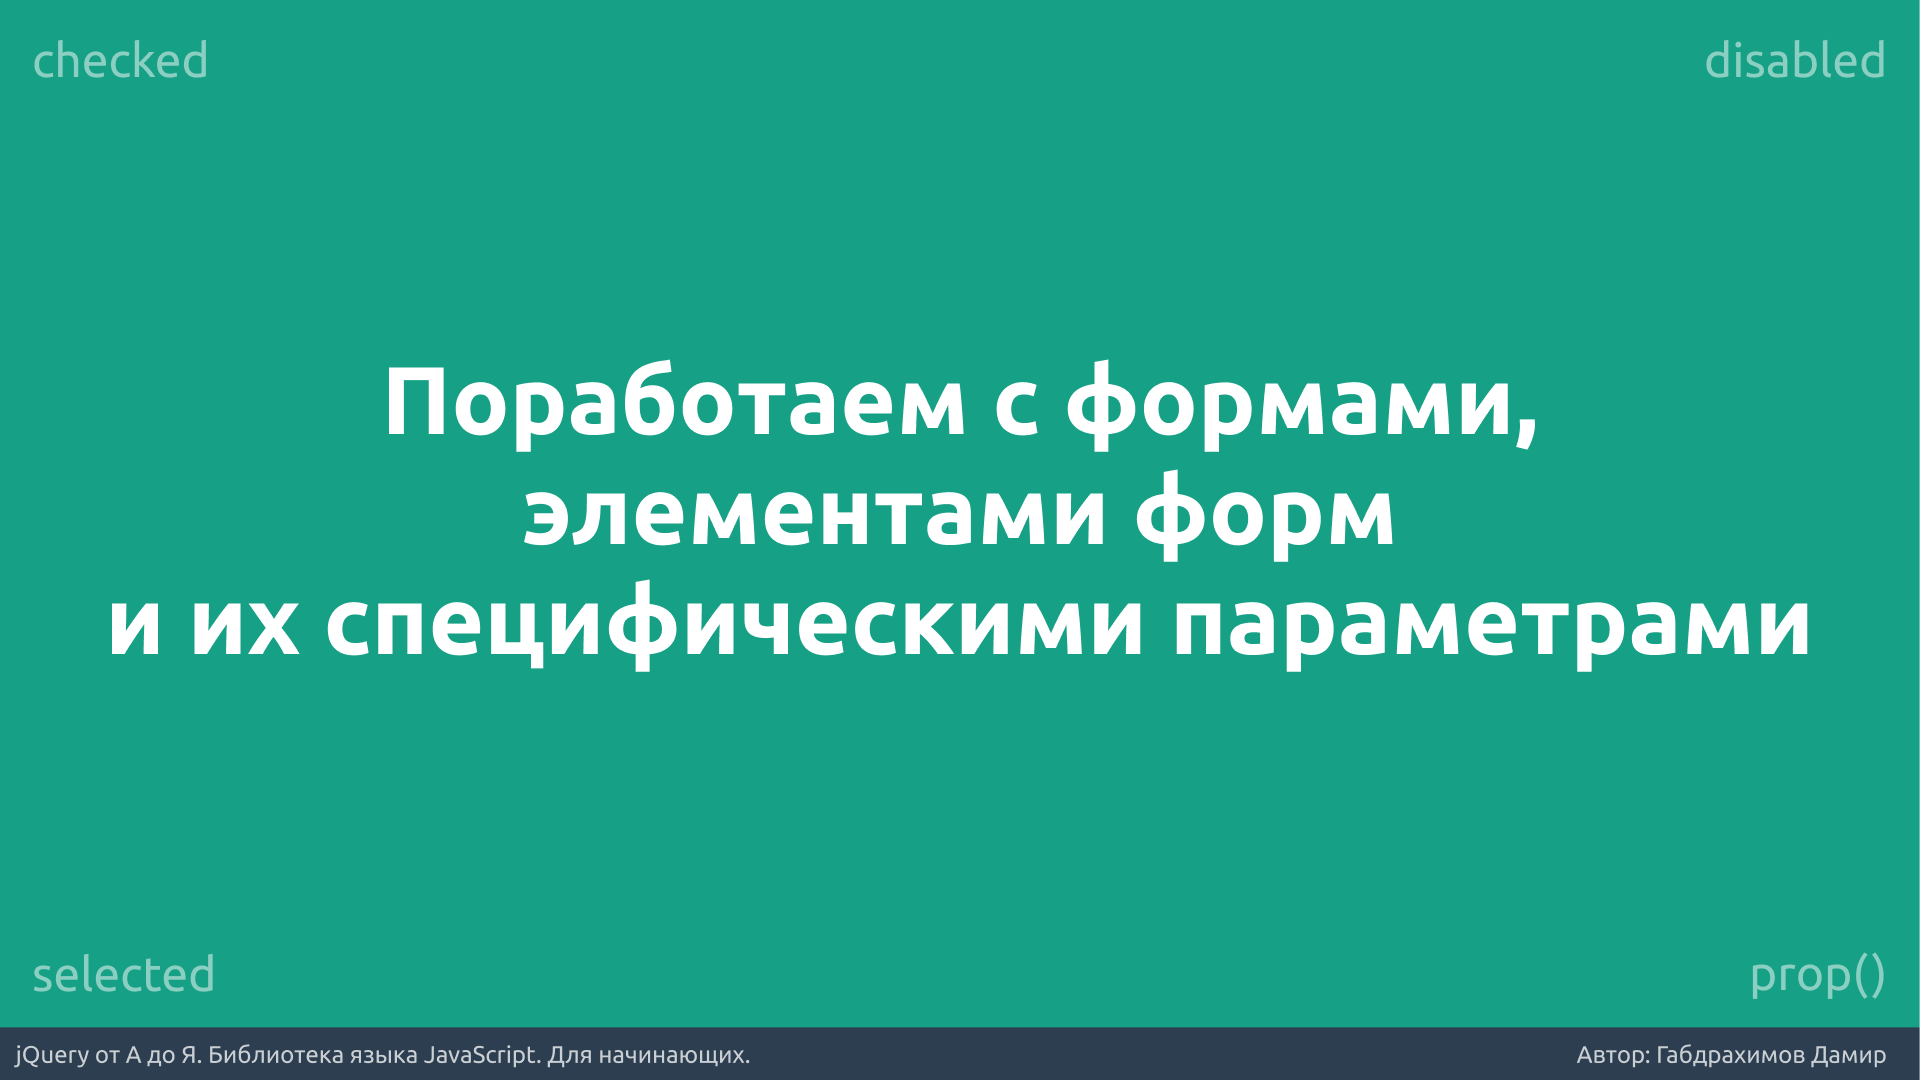 checked
disabled
Поработаем с формами,
элементами форм
и их специфическими параметрами
selected
prop()
jQuery от А до Я. Библиотека языка JavaScript. Для начинающих.
Автор: Габдрахимов Дамир